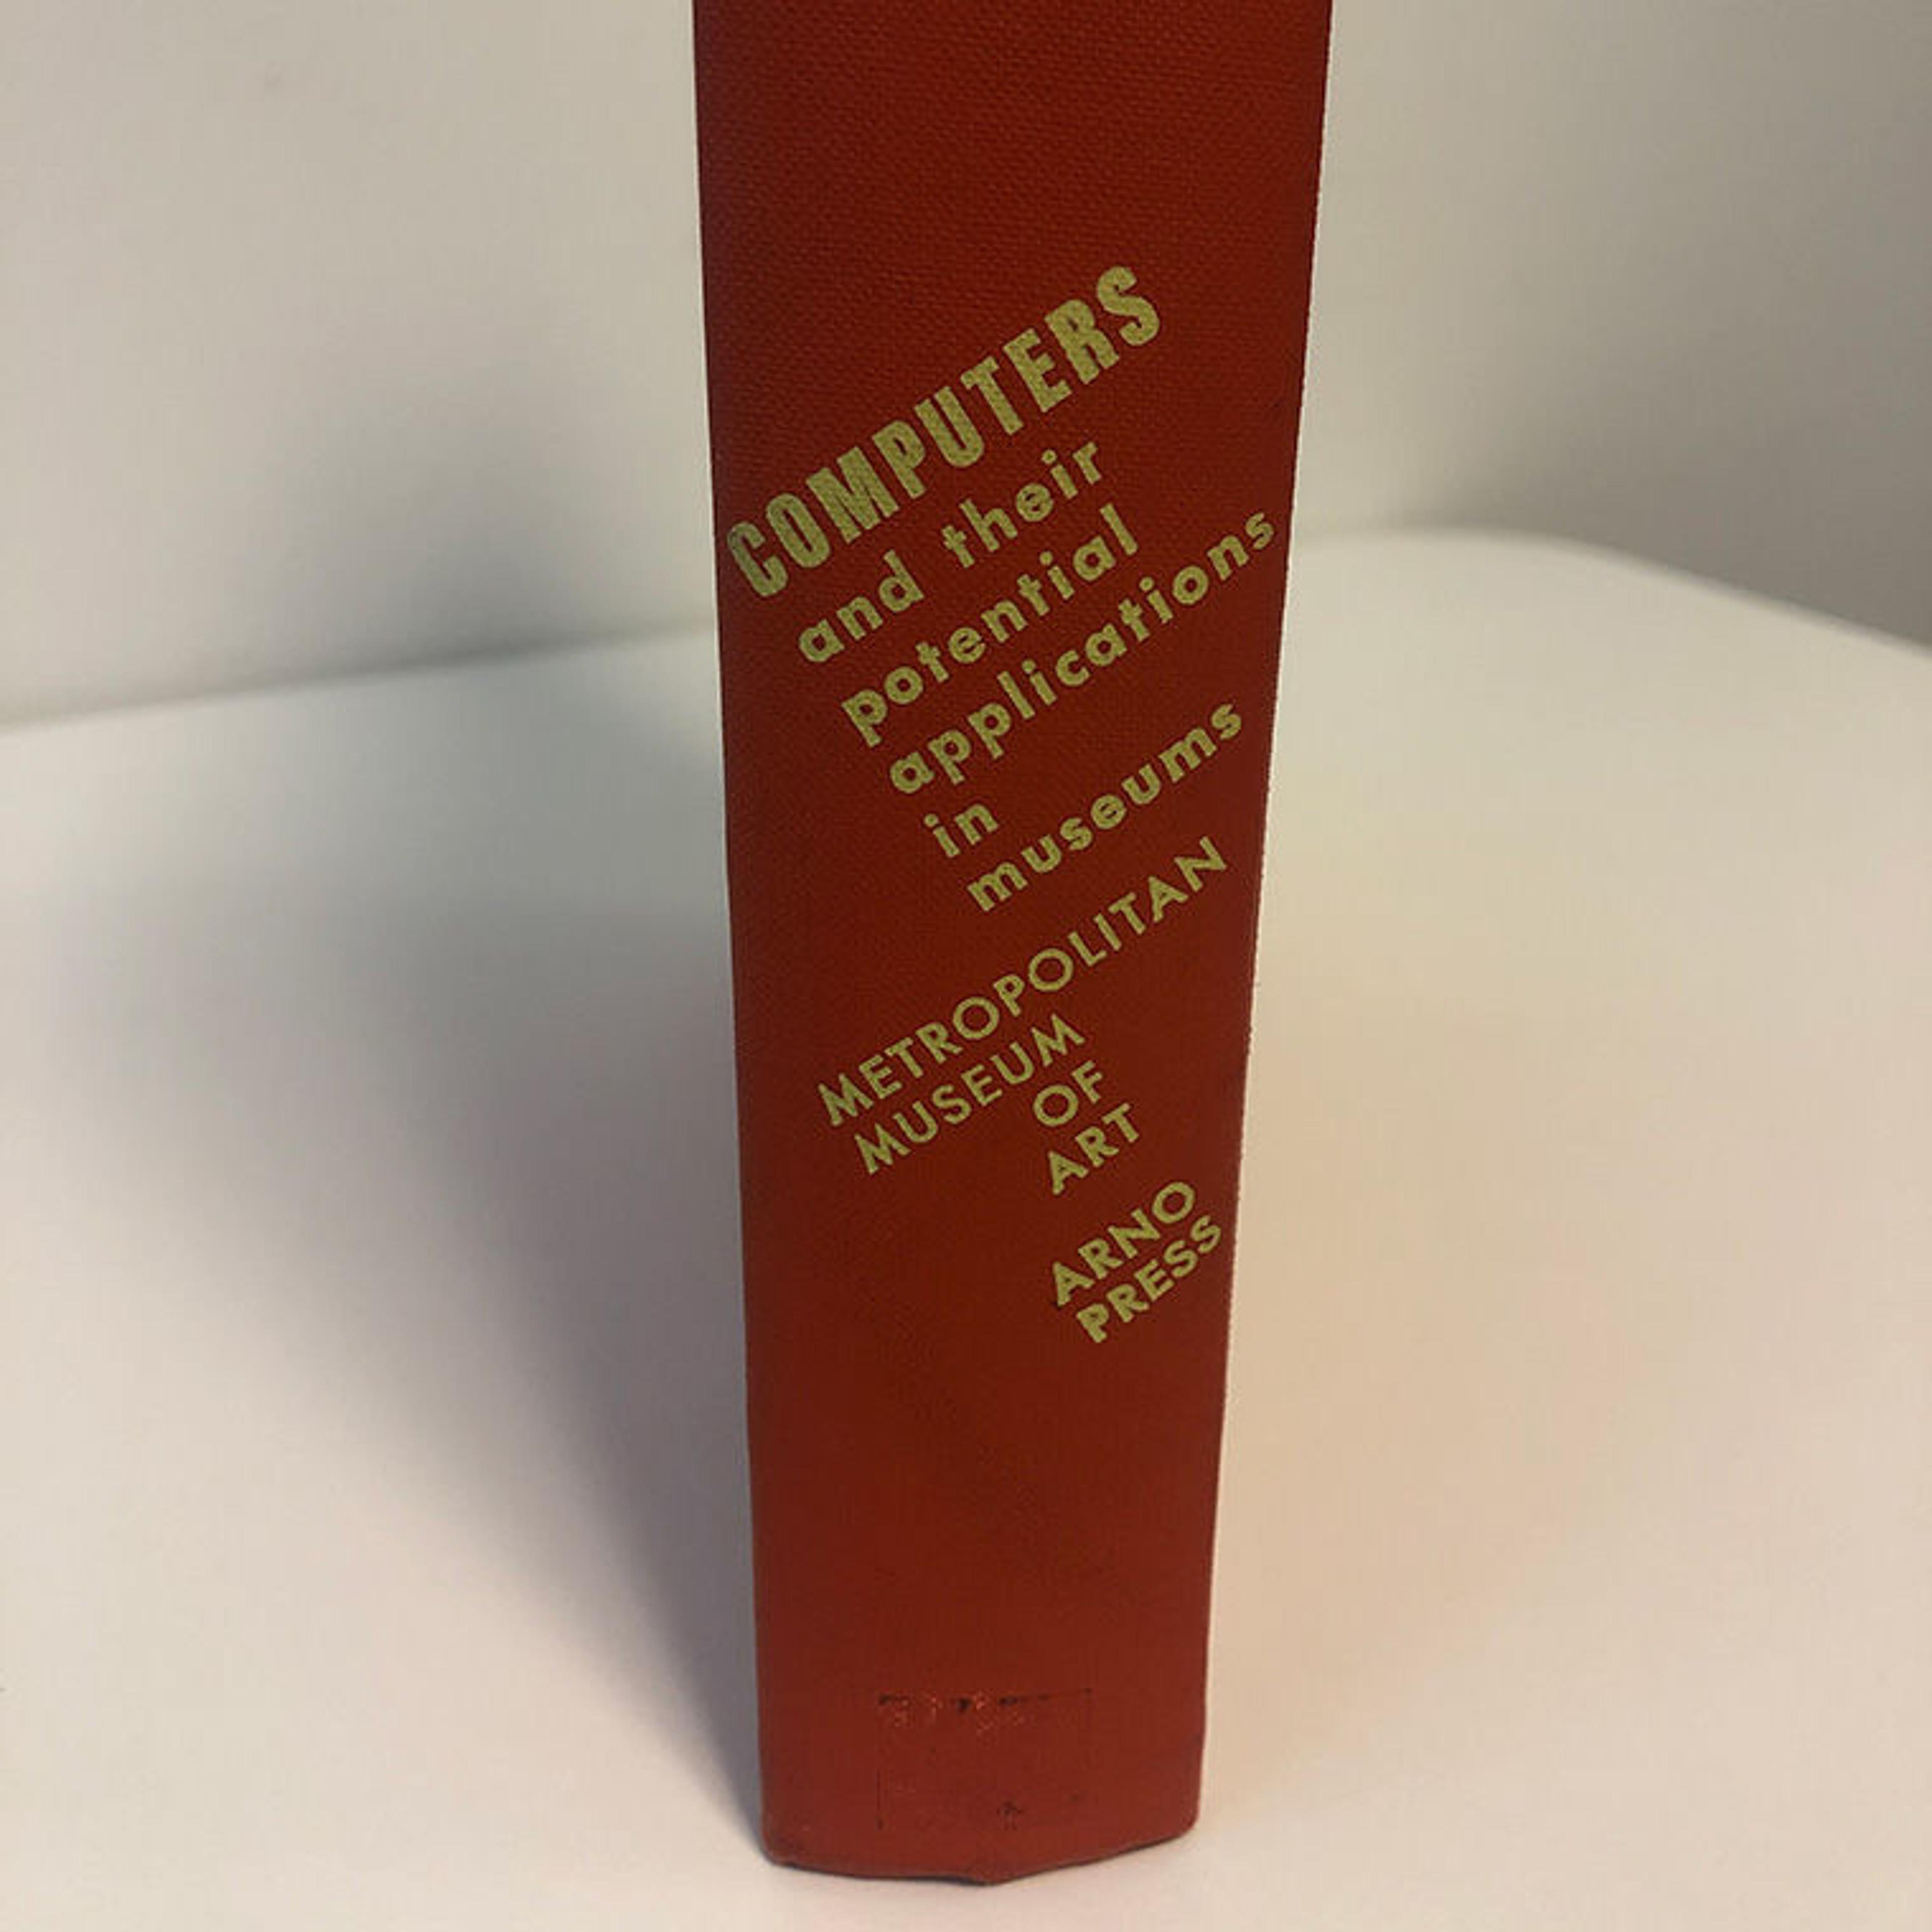 COMPUTERS
and their
potential
applications
in
museums
METROPOLITAN
MUSEUM
OF
ART
ARNO
PRESS